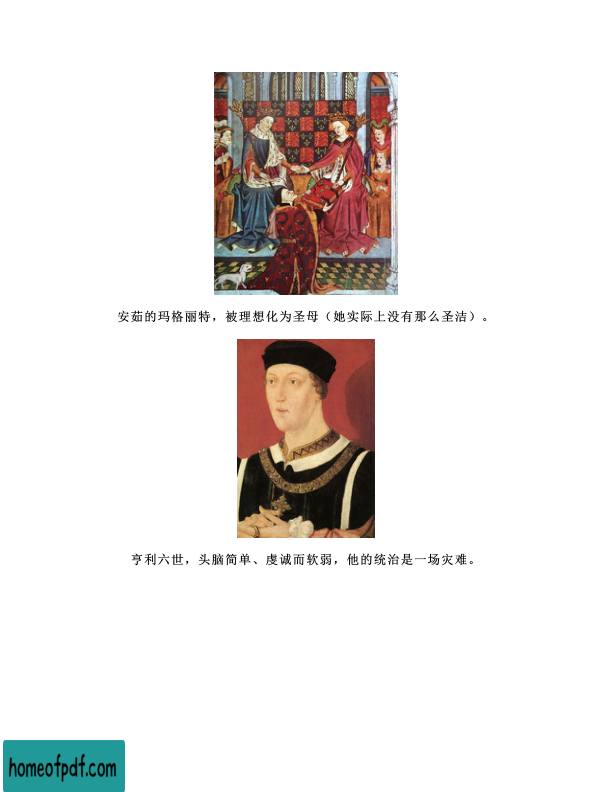 安茹的玛格丽特，被理想化为圣母（她实际上没有那么圣洁）。
亨利六世，头脑简单、虔诚而软弱，他的统治是一场灾难。
homeofpdf.com